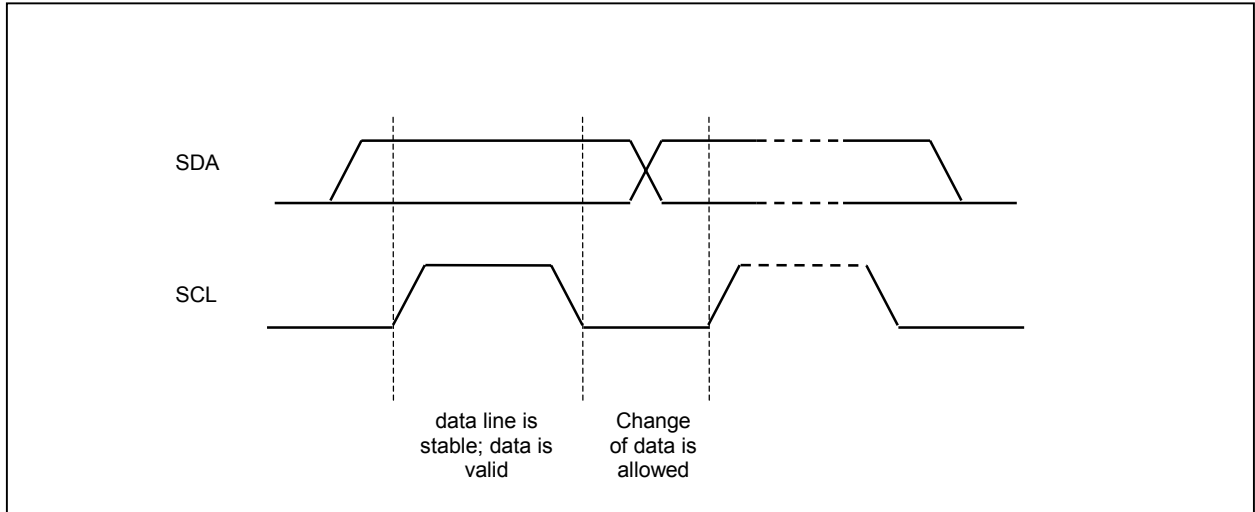 SDA
SCL
data line is
stable; data is
valid
Change
of data is
allowed